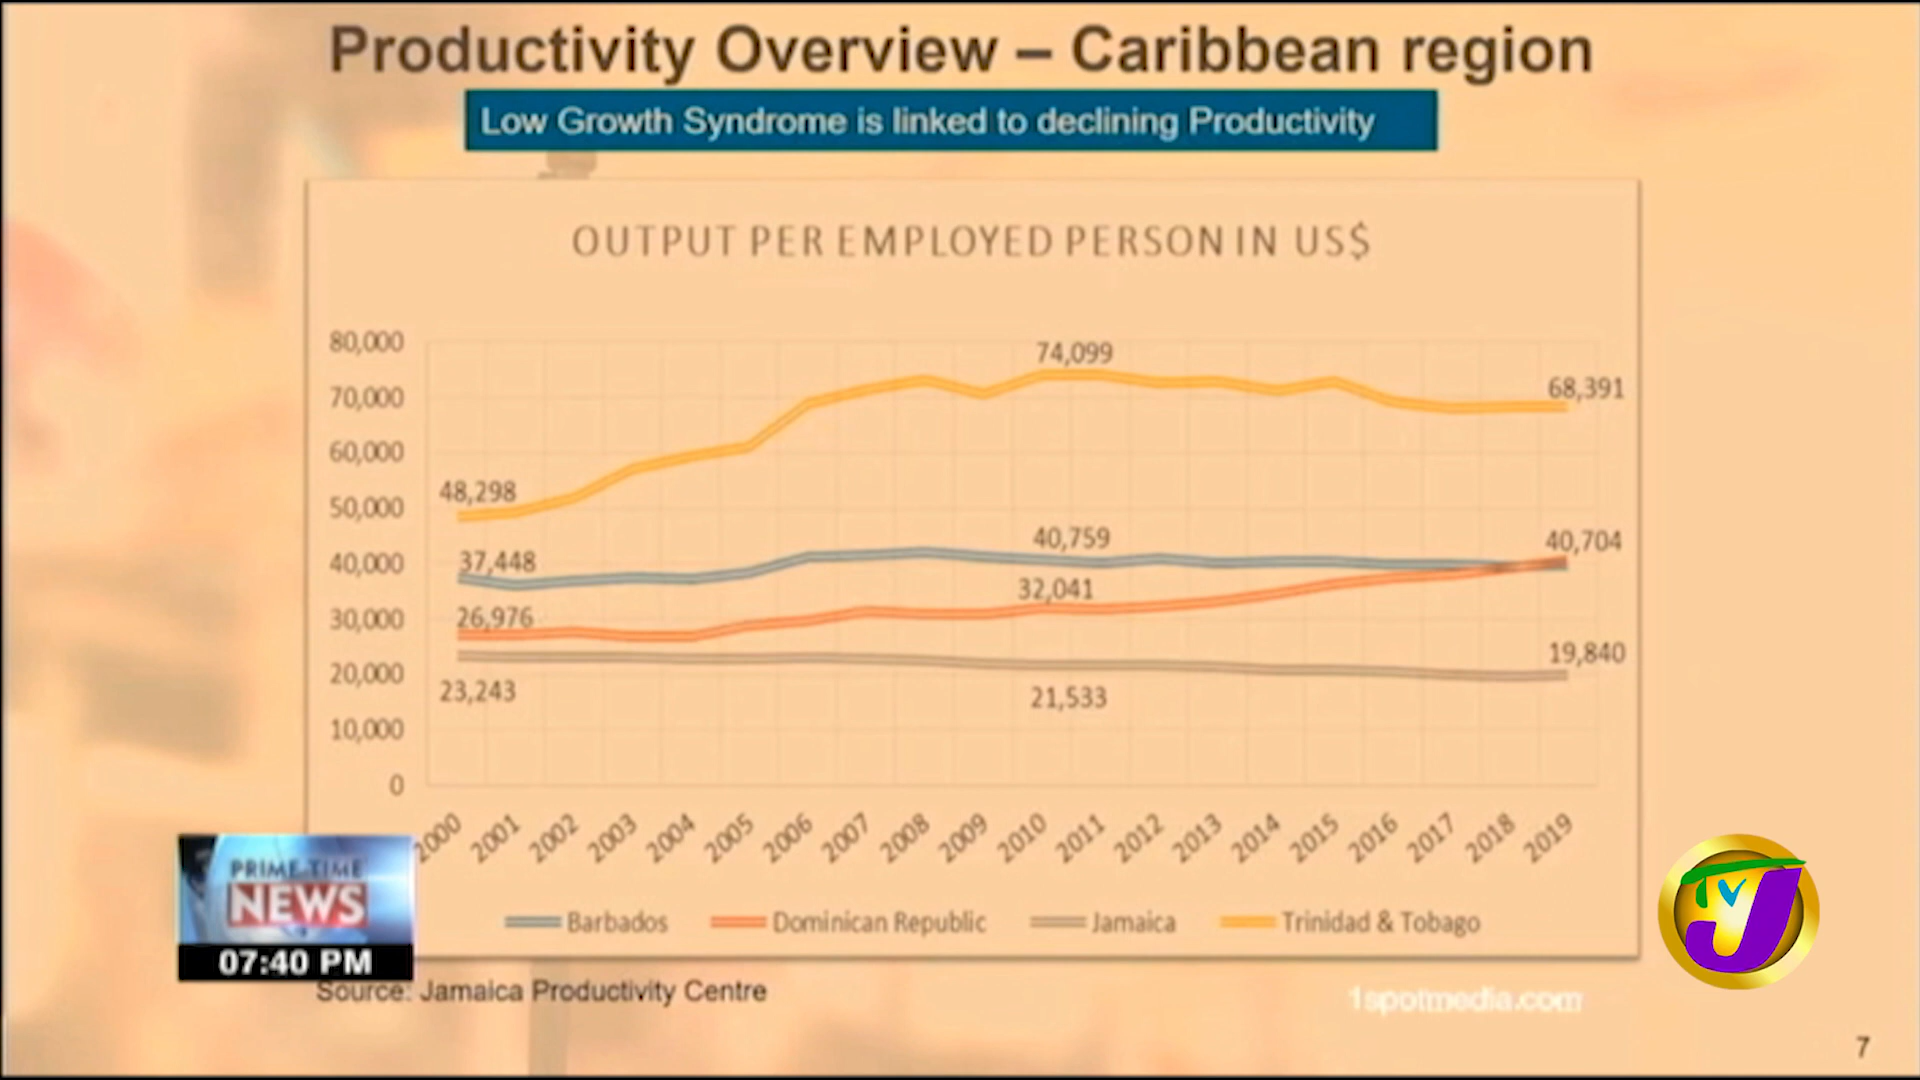 Productivity Overview – Caribbean region
Low Growth Syndrome is linked to declining Productivity
OUTPUT PER EMPLOYED PERSON IN US$
80,000
70,000
60,000
50,000
40,000
30,000
20,000
10,000
0
48,298
74,099
68,391
37,448
40,759
40,704
26,976
32,041
23,243
21,533
19,840
2000 2001 2002 2003 2004 2005 2006 2007 2008 2009 2010 2011 2012 2013 2014 2015 2016 2017 2018 2019
Barbados Dominican Republic Jamaica Trinidad & Tobago
PRIME-TIME
NEWS
07:40 PM
Source: Jamaica Productivity Centre
1spotmedia.com
TVJ
7